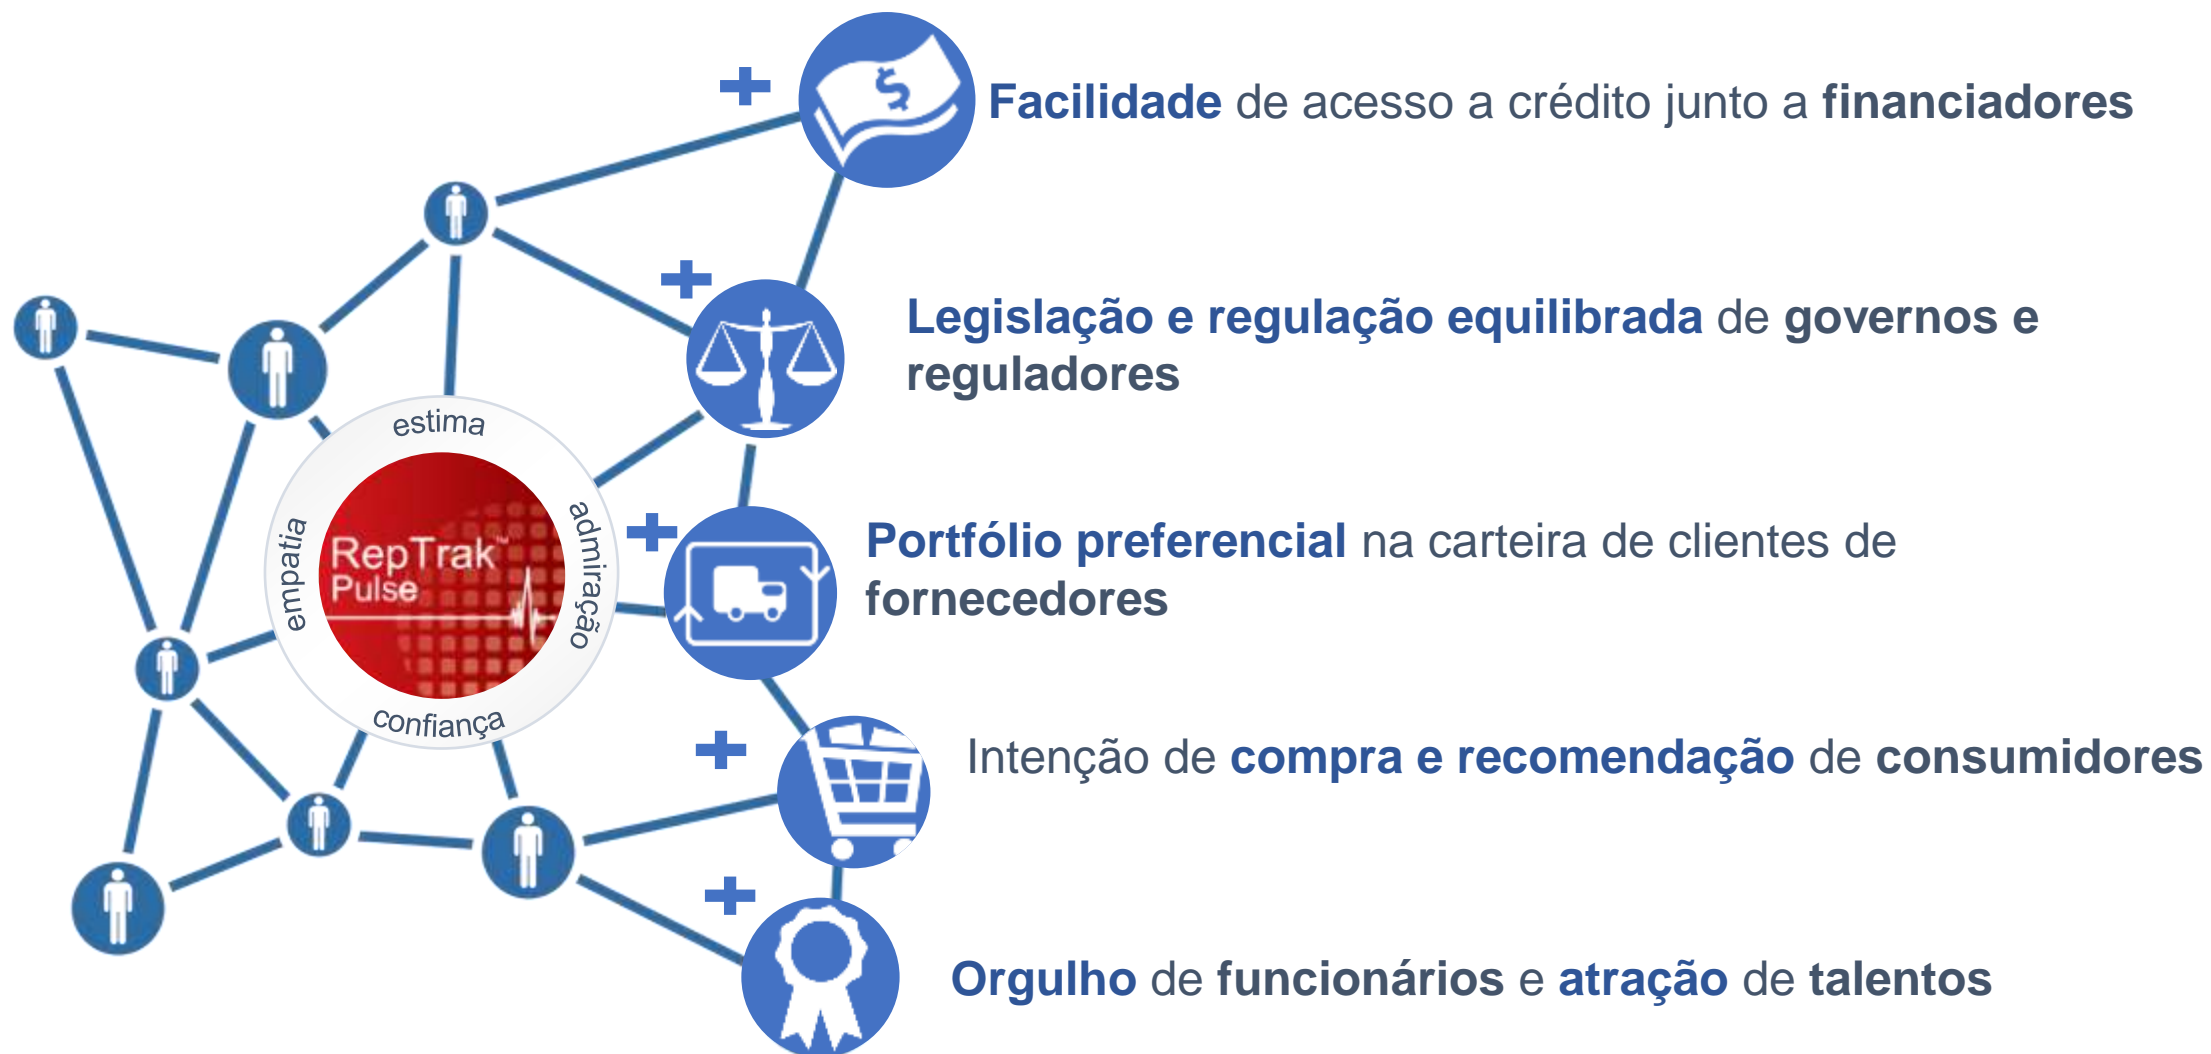 Facilidade de acesso a crédito junto a financiadores
Legislação e regulação equilibrada de governos e
reguladores
estima
empatia
admiração
confiança
RepTrak™
Pulse
Portfólio preferencial na carteira de clientes de
fornecedores
Intenção de compra e recomendação de consumidores
Orgulho de funcionários e atração de talentos